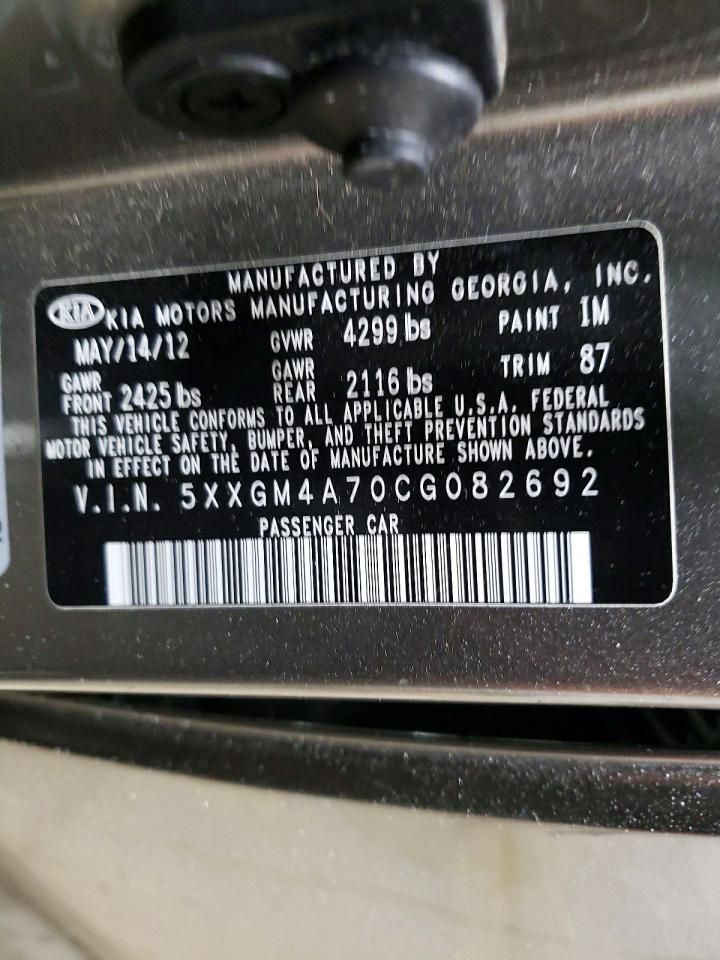 MANUFACTURED BY
KIA KIA MOTORS MANUFACTURING GEORGIA, INC.
MAY/14/12 GVWR 4299 lbs PAINT IM
GAWR FRONT 2425 lbs GAWR REAR 2116 lbs TRIM 87
THIS VEHICLE CONFORMS TO ALL APPLICABLE U.S.A. FEDERAL
MOTOR VEHICLE SAFETY, BUMPER, AND THEFT PREVENTION STANDARDS
IN EFFECT ON THE DATE OF MANUFACTURE SHOWN ABOVE.
V.I.N. 5XXGM4A70CG082692
PASSENGER CAR